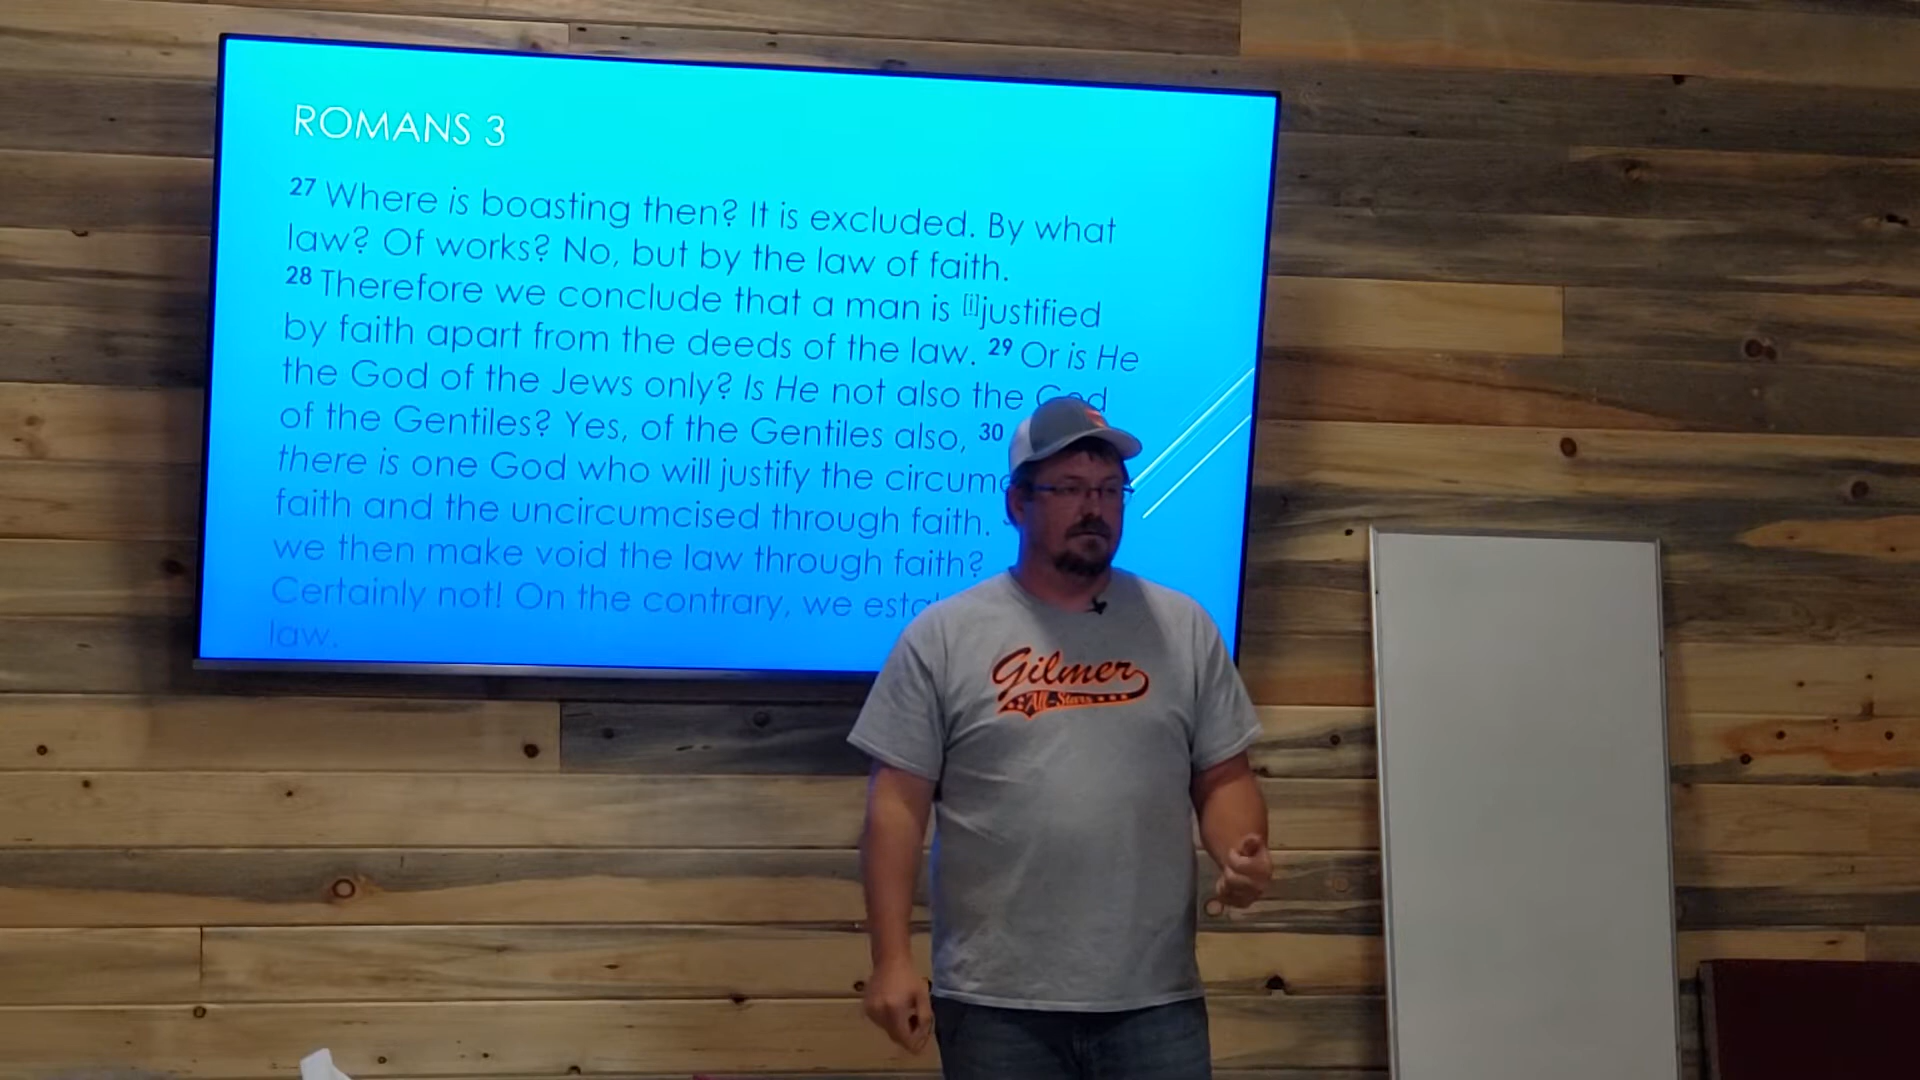 ROMANS 3
27 Where is boasting then? It is excluded. By what
law? Of works? No, but by the law of faith.
28 Therefore we conclude that a man is [i]justified
by faith apart from the deeds of the law. 29 Or is He
the God of the Jews only? Is He not also the God
of the Gentiles? Yes, of the Gentiles also, 30
there is one God who will justify the
faith and the uncircumcised through faith.
we then make void the law through faith?
Certainly not! On the contrary, we
law.
Gilmer
All-Stars